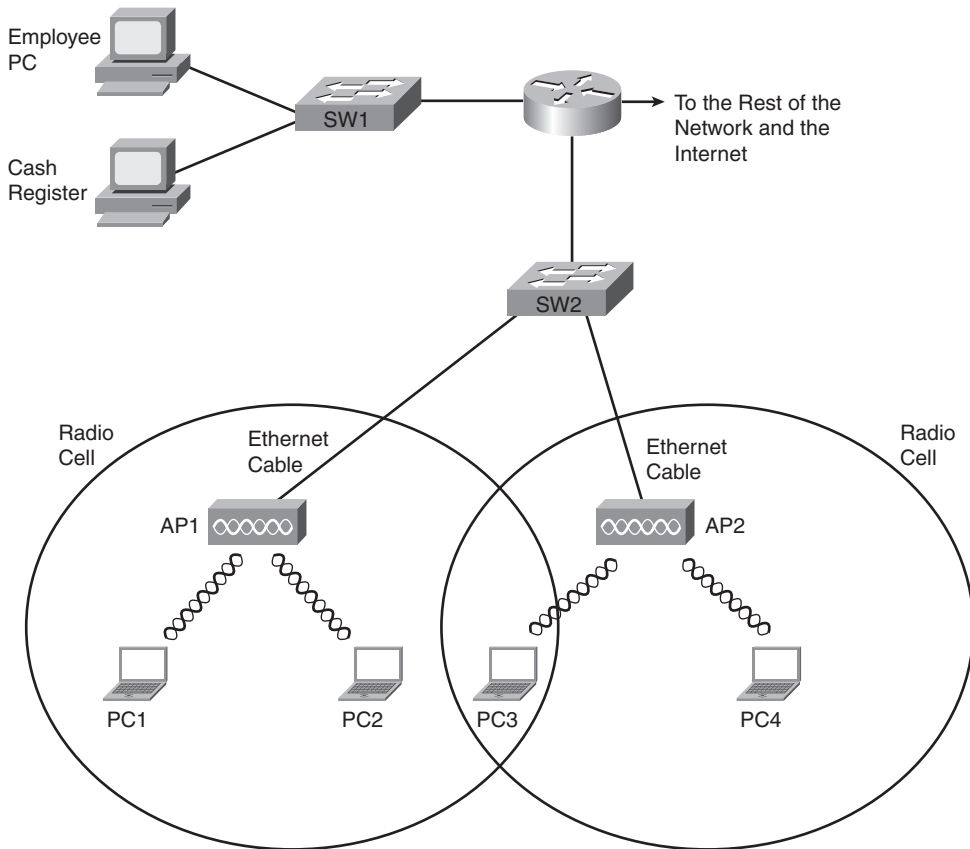 Employee
PC
SW1
To the Rest of the
Network and the
Internet
Cash
Register
SW2
Radio
Cell
Ethernet
Cable
Ethernet
Cable
Radio
Cell
AP1
AP2
PC1
PC2
PC3
PC4